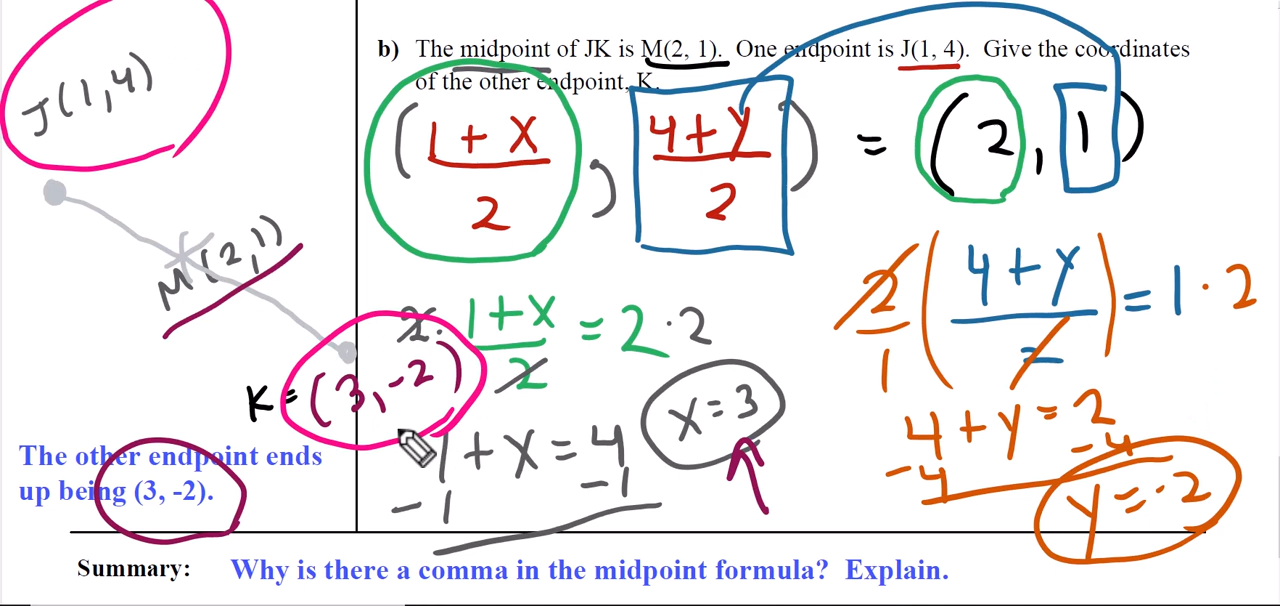 b) The midpoint of JK is M(2, 1). One endpoint is J(1, 4). Give the coordinates
of the other endpoint, K.
J(1,4)
M(2,1)
K = (3,-2)
The other endpoint ends
up being (3, -2).
(1 + x / 2 , 4 + y / 2) = (2, 1)
2 · 1 + x / 2 = 2 · 2
1 + x = 4
-1 -1
x = 3
2 / 1 (4 + y / 2) = 1 · 2
4 + y = 2
-4 -4
y = -2
Summary: Why is there a comma in the midpoint formula? Explain.